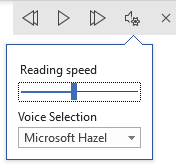 Reading speed
Voice Selection
Microsoft Hazel